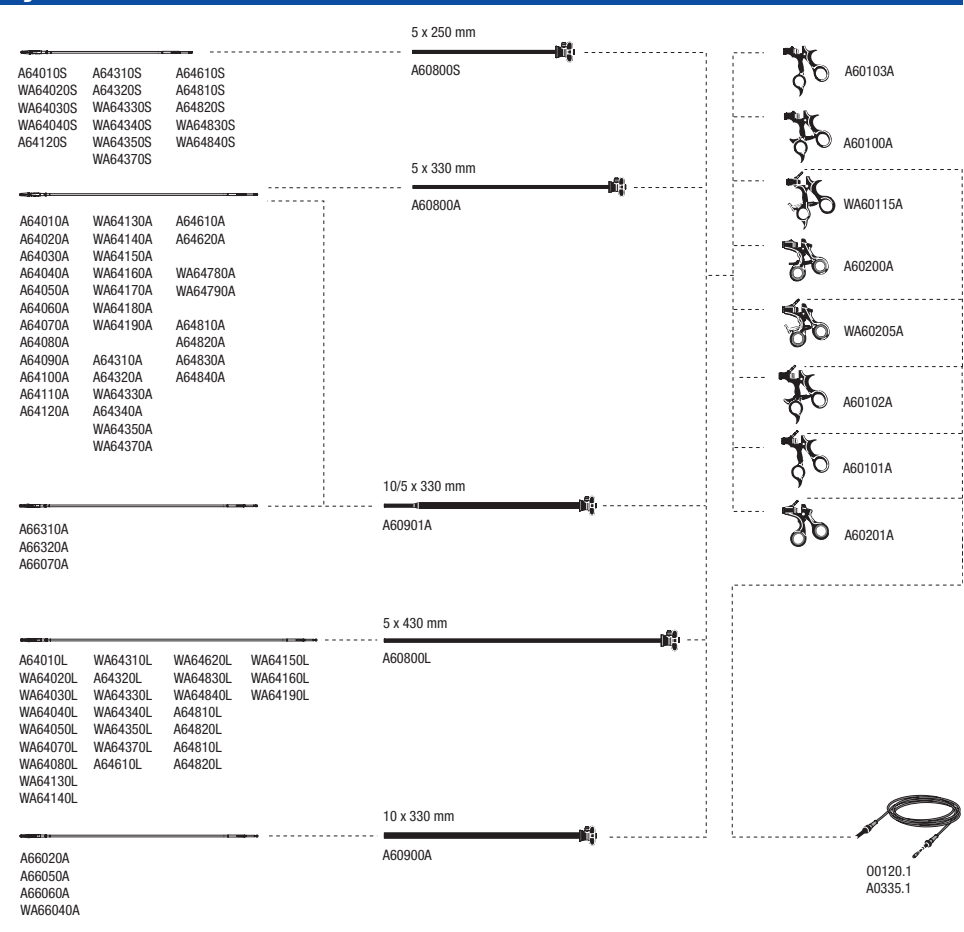 5 x 250 mm
A60800S
A64010S A64310S A64610S
WA64020S A64320S A64810S
WA64030S WA64330S A64820S
WA64040S WA64340S WA64830S
A64120S WA64350S WA64840S
WA64370S
5 x 330 mm
A60800A
A64010A WA64130A A64610A
A64020A WA64140A A64620A
A64030A WA64150A
A64040A WA64160A WA64780A
A64050A WA64170A WA64790A
A64060A WA64180A
A64070A WA64190A A64810A
A64080A A64820A
A64090A A64310A A64830A
A64100A A64320A A64840A
A64110A WA64330A
A64120A A64340A
WA64350A
WA64370A
10/5 x 330 mm
A60901A
A66310A
A66320A
A66070A
5 x 430 mm
A60800L
A64010L WA64310L WA64620L WA64150L
WA64020L A64320L WA64830L WA64160L
WA64030L WA64330L WA64840L WA64190L
WA64040L WA64340L A64810L
WA64050L WA64350L A64820L
WA64070L WA64370L A64810L
WA64080L A64610L A64820L
WA64130L
WA64140L
10 x 330 mm
A60900A
A66020A
A66050A
A66060A
WA66040A
A60103A
A60100A
WA60115A
A60200A
WA60205A
A60102A
A60101A
A60201A
O0120.1
A0335.1